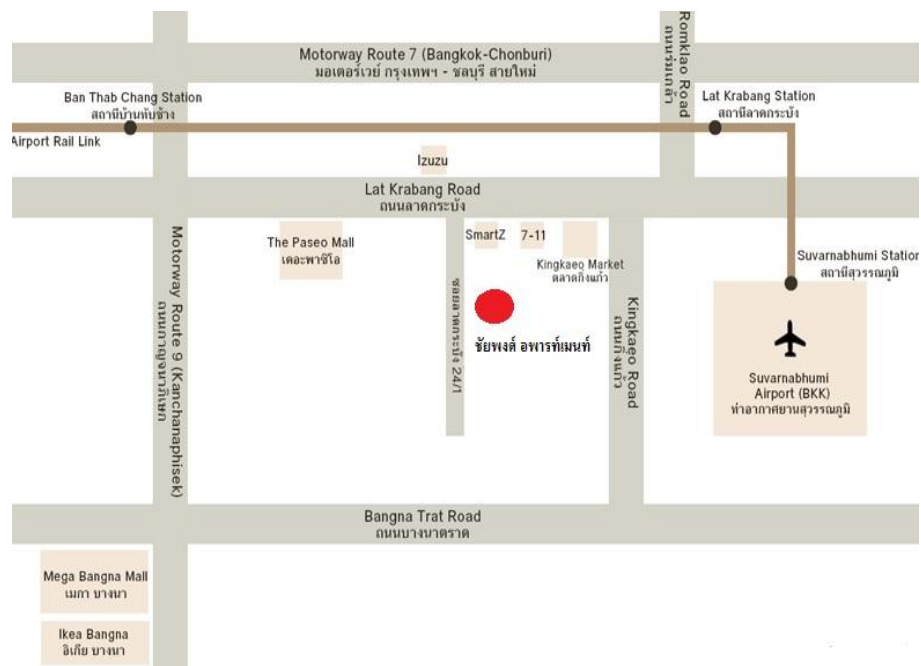 Motorway Route 7 (Bangkok-Chonburi)
มอเตอร์เวย์ กรุงเทพฯ - ชลบุรี สายใหม่
Romklao Road
ถนนร่มเกล้า
Ban Thab Chang Station
สถานีบ้านทับช้าง
Lat Krabang Station
สถานีลาดกระบัง
Airport Rail Link
Izuzu
Lat Krabang Road
ถนนลาดกระบัง
The Paseo Mall
เดอะพาซิโอ
SmartZ
7-11
Kingkaeo Market
ตลาดกิ่งแก้ว
Suvarnabhumi Station
สถานีสุวรรณภูมิ
Motorway Route 9 (Kanchanaphisek)
ถนนกาญจนาภิเษก
ซอยลาดกระบัง 24/1
ชัยพงค์ อพารท์เมนท์
Kingkaeo Road
ถนนกิ่งแก้ว
Suvarnabhumi
Airport (BKK)
ท่าอากาศยานสุวรรณภูมิ
Bangna Trat Road
ถนนบางนาตราด
Mega Bangna Mall
เมกา บางนา
Ikea Bangna
อิเกีย บางนา